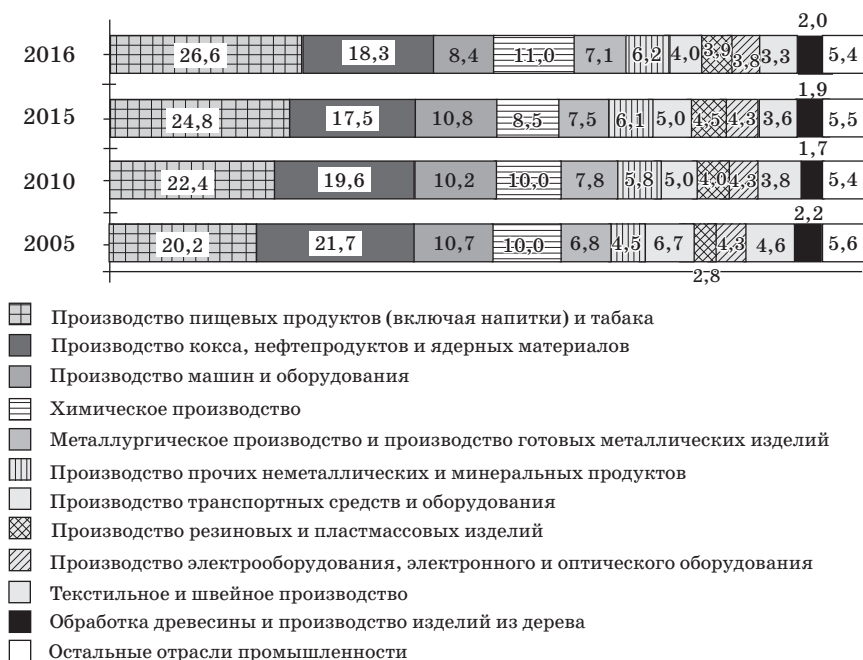 2,0
2016 26,6 18,3 8,4 11,0 7,1 6,2 4,0 3,9 3,8 3,3 5,4
1,9
2015 24,8 17,5 10,8 8,5 7,5 6,1 5,0 4,5 4,3 3,6 5,5
1,7
2010 22,4 19,6 10,2 10,0 7,8 5,8 5,0 4,0 4,3 3,8 5,4
2,2
2005 20,2 21,7 10,7 10,0 6,8 4,5 6,7 4,3 4,6 5,6
2,8
Производство пищевых продуктов (включая напитки) и табака
Производство кокса, нефтепродуктов и ядерных материалов
Производство машин и оборудования
Химическое производство
Металлургическое производство и производство готовых металлических изделий
Производство прочих неметаллических и минеральных продуктов
Производство транспортных средств и оборудования
Производство резиновых и пластмассовых изделий
Производство электрооборудования, электронного и оптического оборудования
Текстильное и швейное производство
Обработка древесины и производство изделий из дерева
Остальные отрасли промышленности